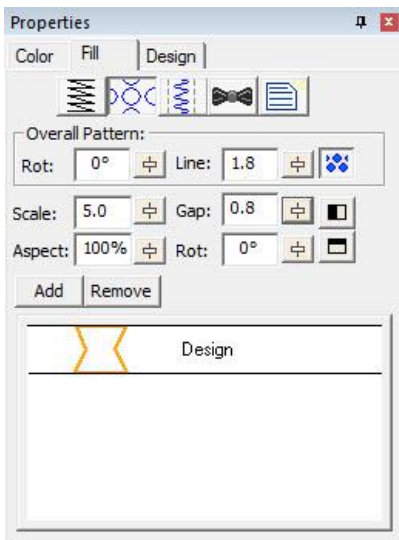 Properties
Color Fill Design
Overall Pattern:
Rot: 0° Line: 1.8
Scale: 5.0 Gap: 0.8
Aspect: 100% Rot: 0°
Add Remove
Design